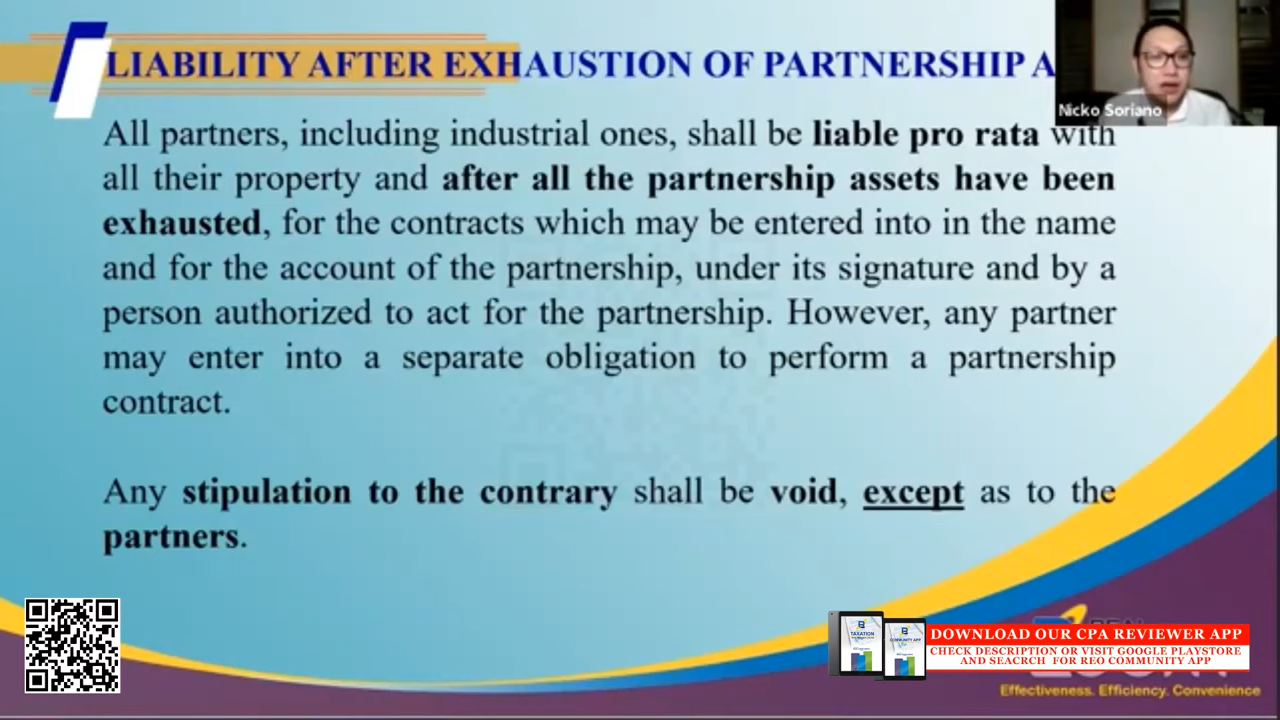 LIABILITY AFTER EXHAUSTION OF PARTNERSHIP A
Nicko Soriano
All partners, including industrial ones, shall be liable pro rata with
all their property and after all the partnership assets have been
exhausted, for the contracts which may be entered into in the name
and for the account of the partnership, under its signature and by a
person authorized to act for the partnership. However, any partner
may enter into a separate obligation to perform a partnership
contract.
Any stipulation to the contrary shall be void, except as to the
partners.
TAXATION
COMMUNITY APP
DOWNLOAD OUR CPA REVIEWER APP
CHECK DESCRIPTION OR VISIT GOOGLE PLAYSTORE
AND SEACRCH FOR REO COMMUNITY APP
Effectiveness. Efficiency. Convenience